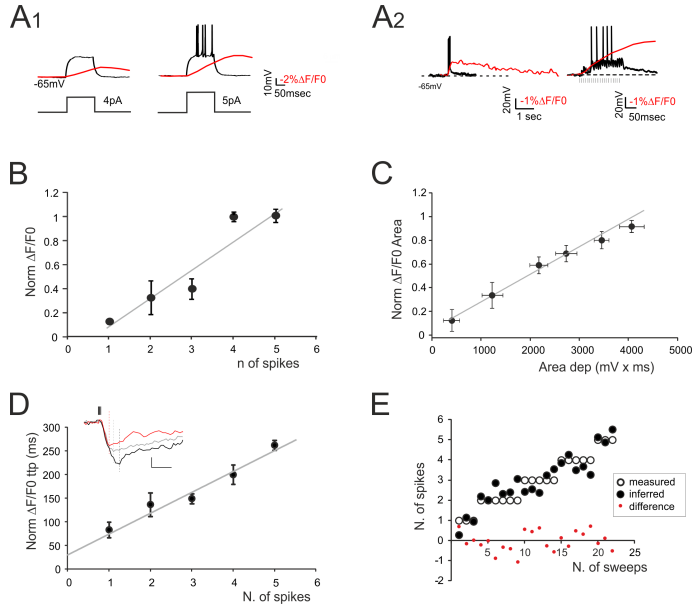 A1
-65mV
4pA
5pA
10mV
-2%ΔF/F0
50msec
A2
-65mV
20mV
-1%ΔF/F0
1 sec
20mV
-1%ΔF/F0
50msec
B
Norm ΔF/F0
1.2
1
0.8
0.6
0.4
0.2
0
0 1 2 3 4 5 6
n of spikes
C
Norm ΔF/F0 Area
1.2
1
0.8
0.6
0.4
0.2
0
0 1000 2000 3000 4000 5000
Area dep (mV x ms)
D
Norm ΔF/F0 ttp (ms)
300
250
200
150
100
50
0
0 1 2 3 4 5 6
N. of spikes
E
N. of spikes
6
5
4
3
2
1
0
-1
-2
5 10 15 20 25
N. of sweeps
measured
inferred
difference